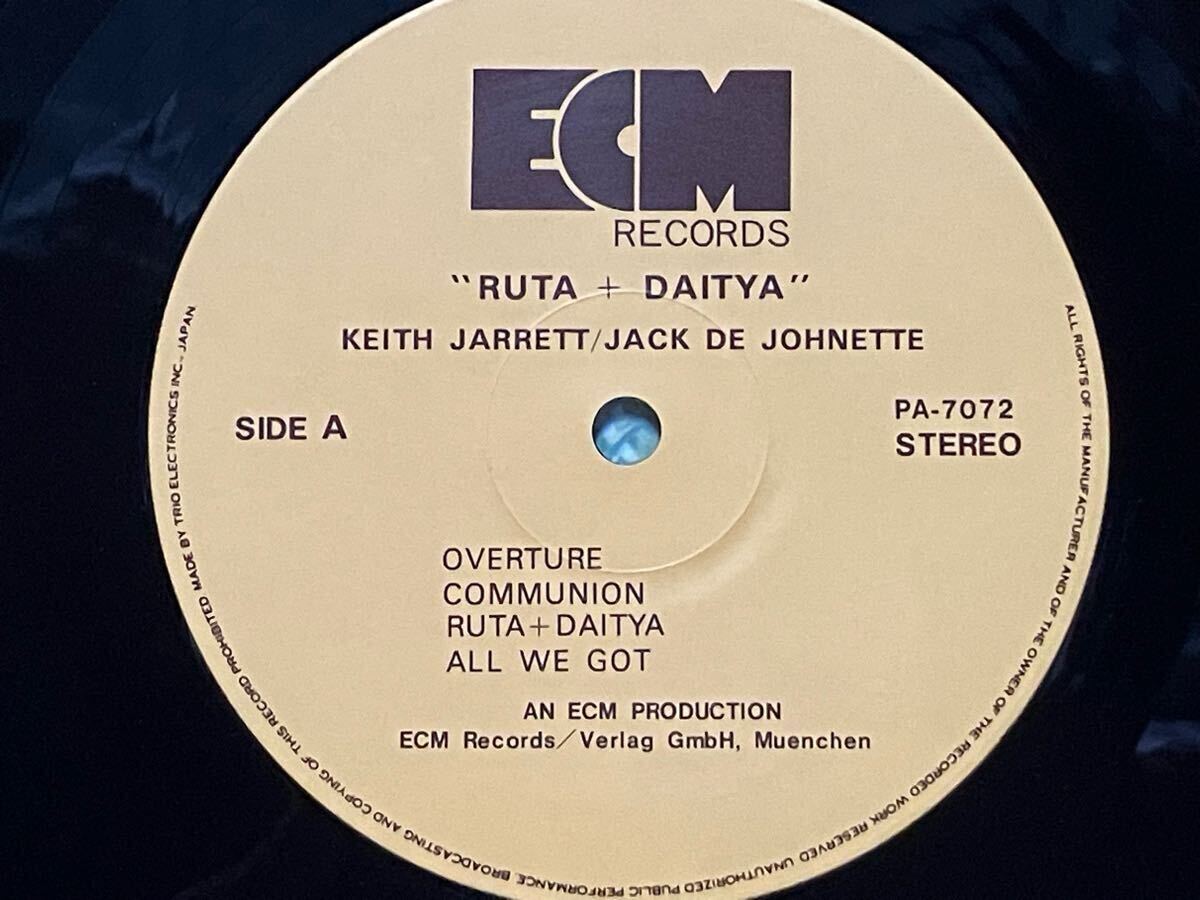 ECM
RECORDS
"RUTA + DAITYA"
KEITH JARRETT/JACK DE JOHNETTE
SIDE A
PA-7072
STEREO
OVERTURE
COMMUNION
RUTA+DAITYA
ALL WE GOT
AN ECM PRODUCTION
ECM Records/Verlag GmbH, Muenchen
ALL RIGHTS OF THE MANUFACTURER AND OF THE OWNER OF THE RECORDED WORK RESERVED UNAUTHORIZED PUBLIC PERFORMANCE, BROADCASTING AND COPYING OF THIS RECORD PROHIBITED MADE BY TRIO ELECTRONICS INC., JAPAN